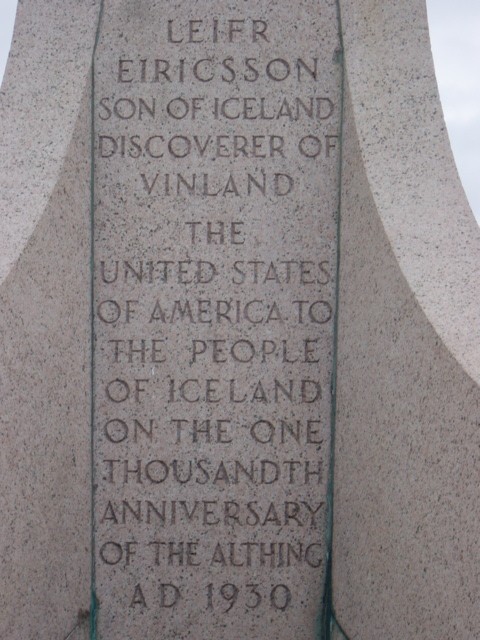 LEIFR
EIRICSSON
SON OF ICELAND
DISCOVERER OF
VINLAND
THE
UNITED STATES
OF AMERICA TO
THE PEOPLE
OF ICELAND
ON THE ONE
THOUSANDTH
ANNIVERSARY
OF THE ALTHING
AD 1930